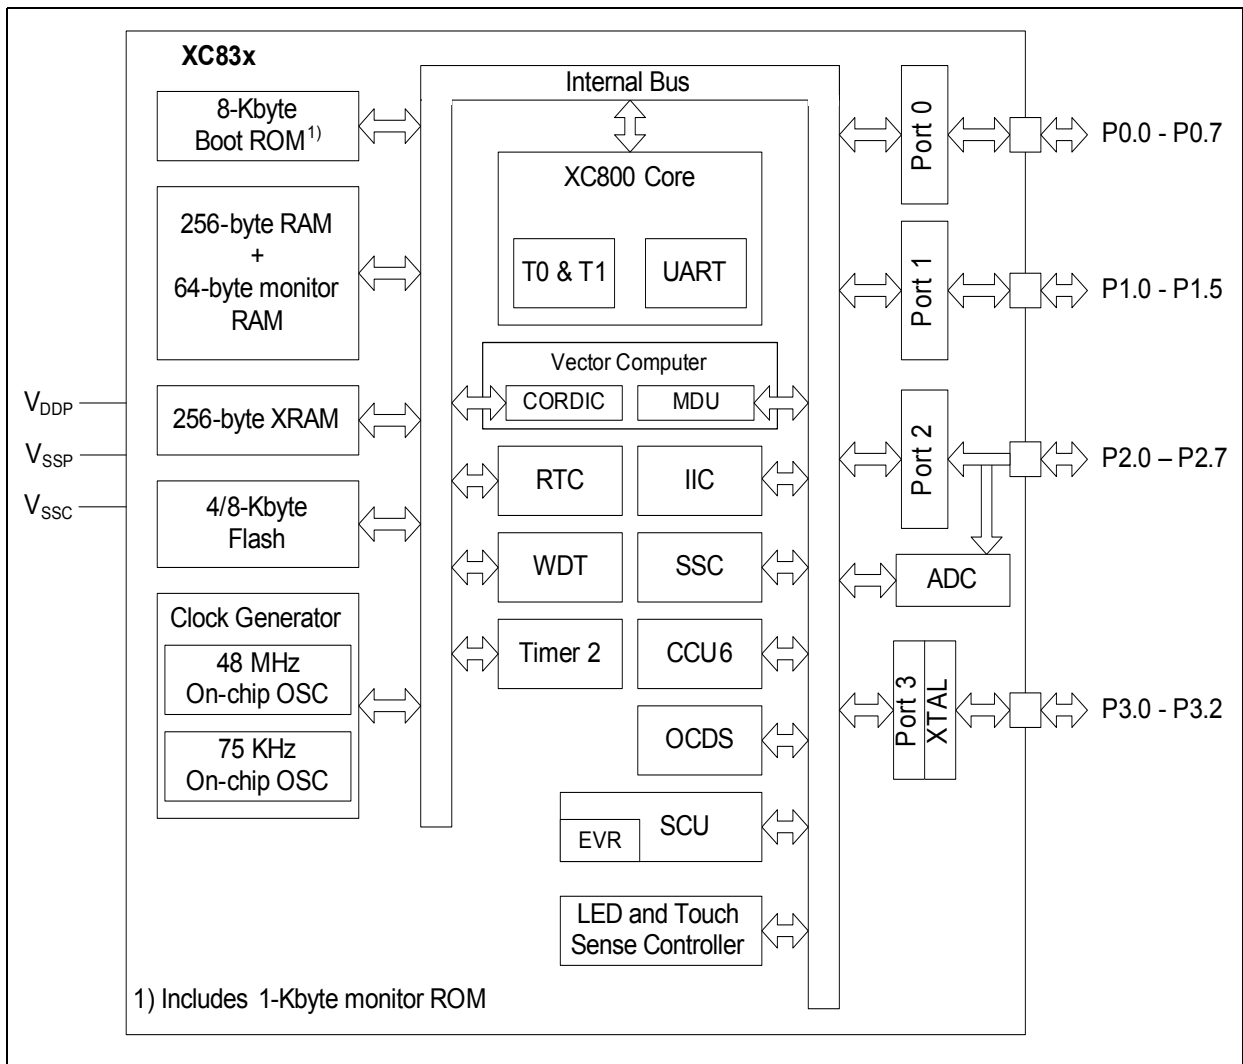 XC83x
Internal Bus
8-Kbyte
Boot ROM1)
256-byte RAM
+
64-byte monitor
RAM
256-byte XRAM
4/8-Kbyte
Flash
Clock Generator
48 MHz
On-chip OSC
75 KHz
On-chip OSC
VDDP
VSSP
VSSC
XC800 Core
T0 & T1
UART
Vector Computer
CORDIC
MDU
RTC
IIC
WDT
SSC
Timer 2
CCU6
OCDS
SCU
EVR
LED and Touch
Sense Controller
Port 0
P0.0 - P0.7
Port 1
P1.0 - P1.5
Port 2
P2.0 – P2.7
ADC
Port 3
XTAL
P3.0 - P3.2
1) Includes 1-Kbyte monitor ROM